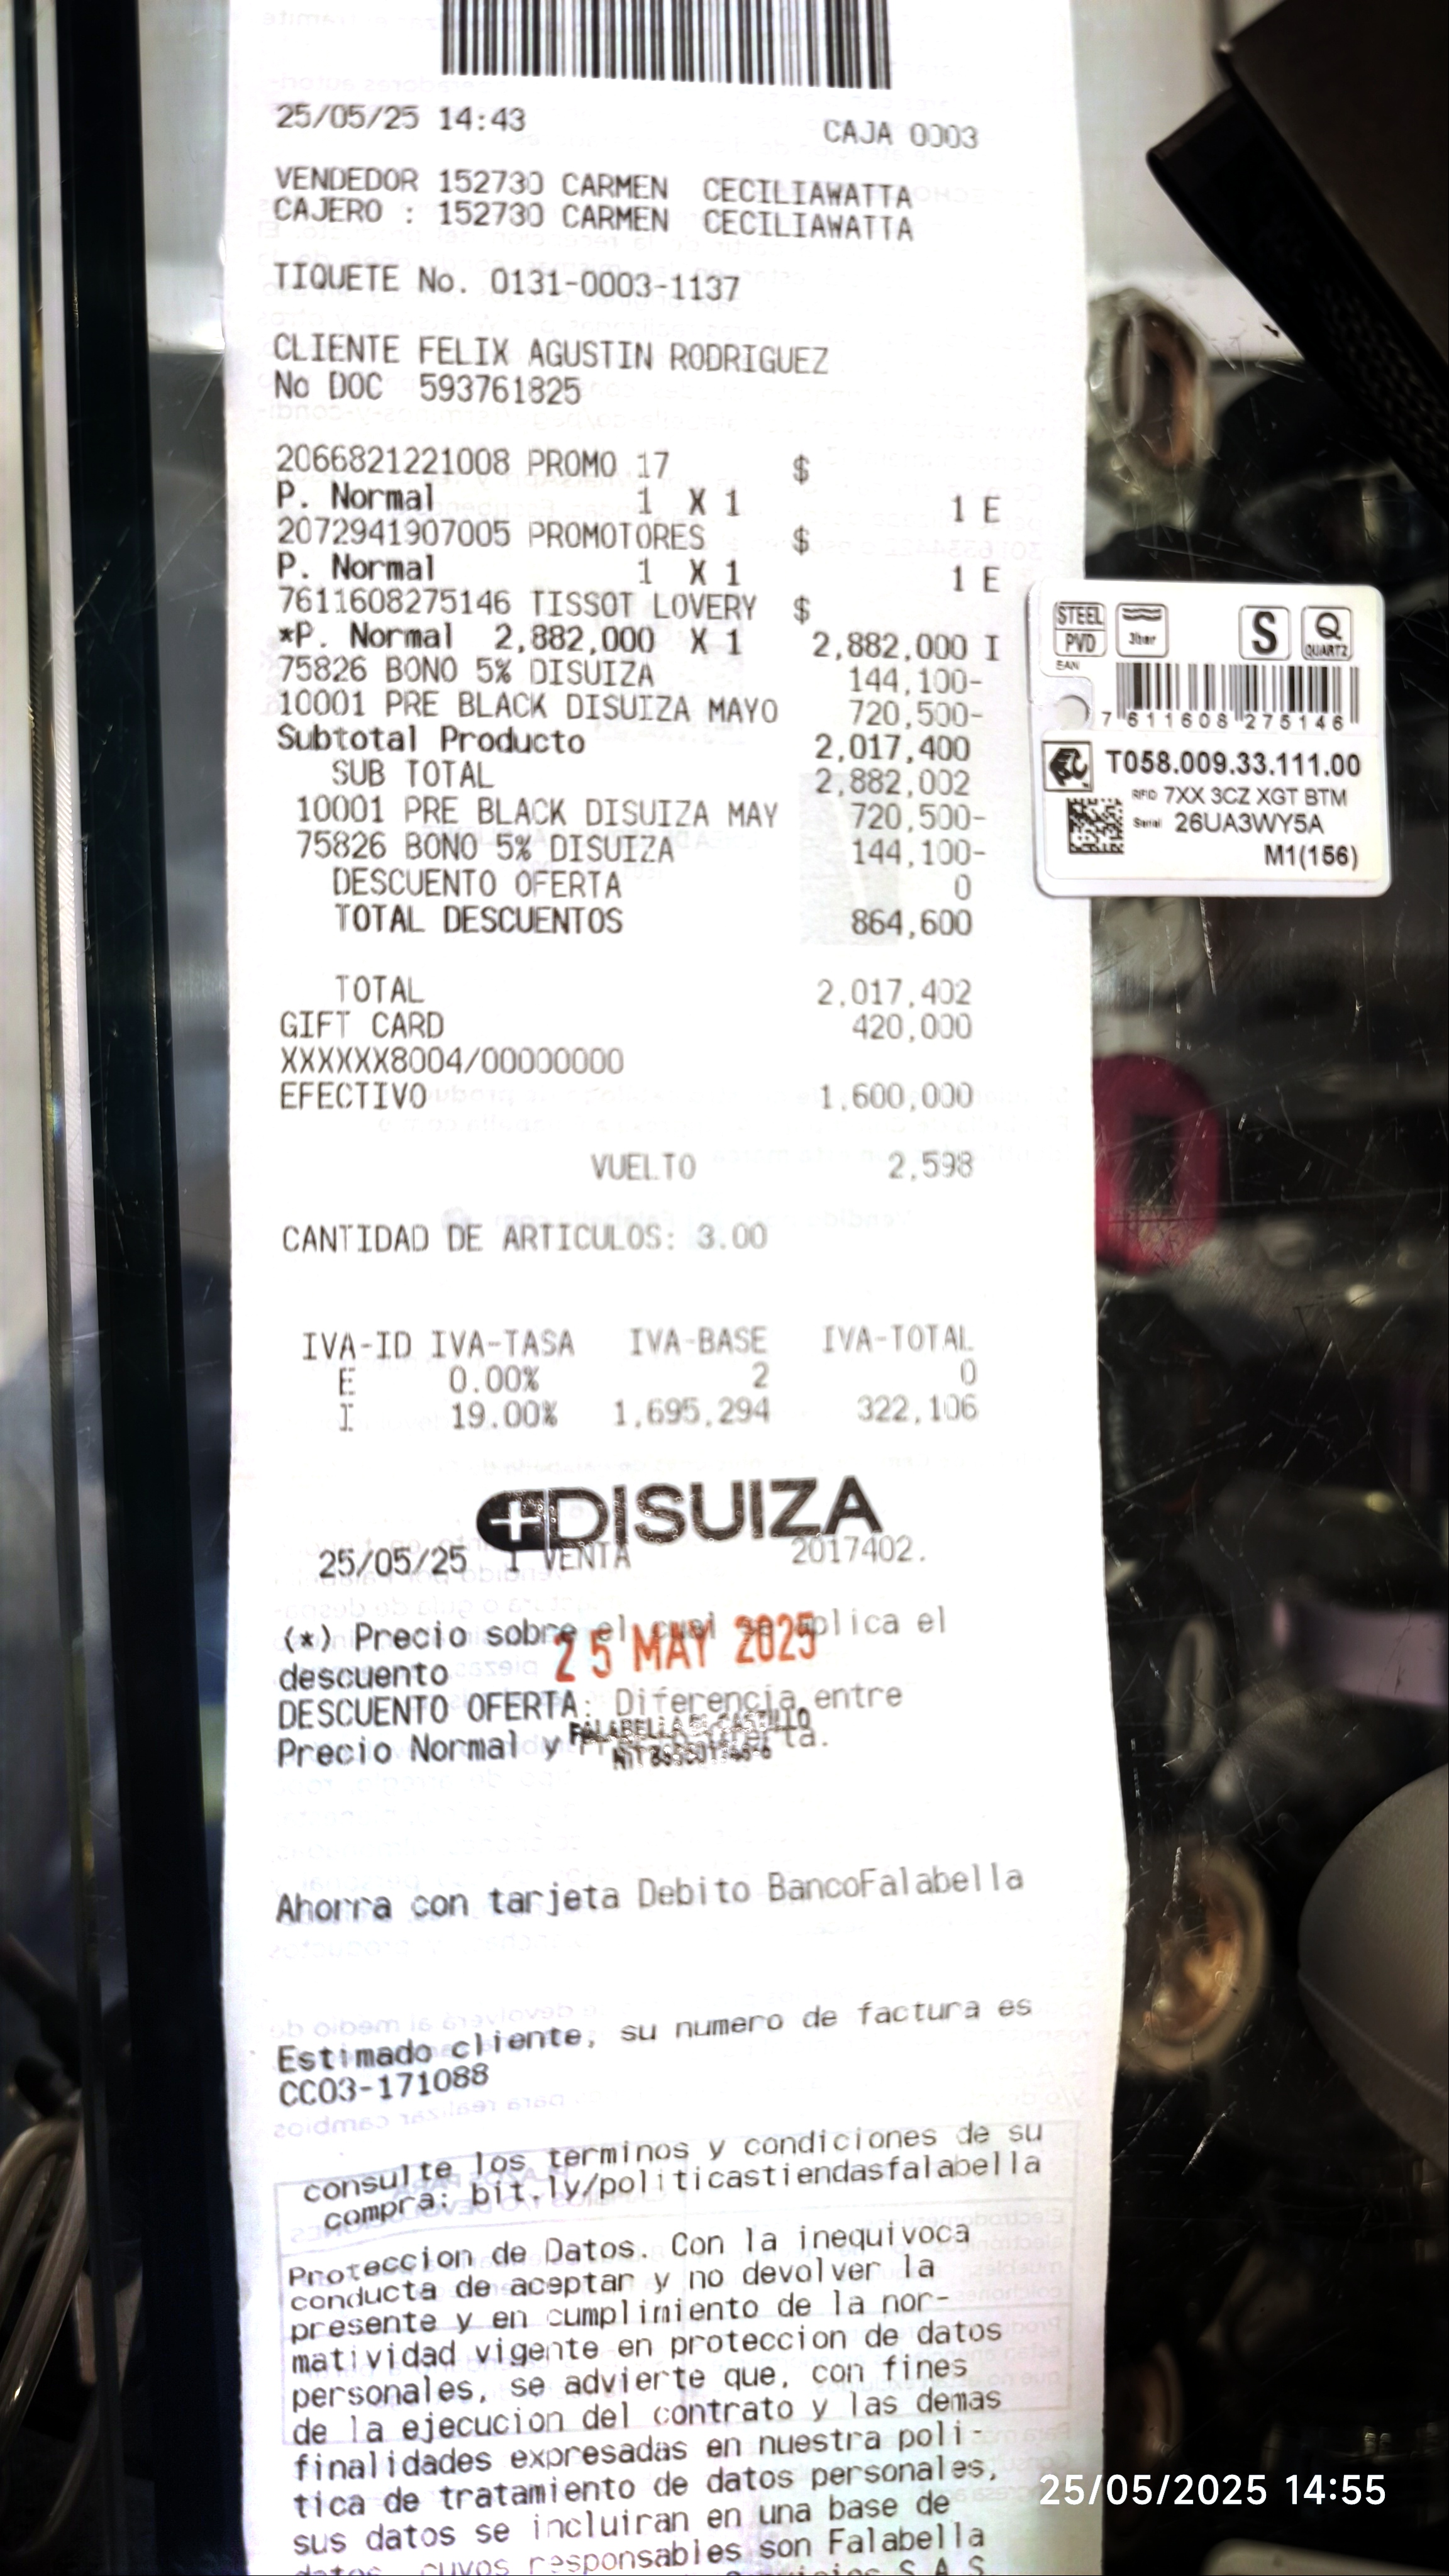 25/05/25 14:43 CAJA 0003
VENDEDOR 152730 CARMEN CECILIAWATTA
CAJERO : 152730 CARMEN CECILIAWATTA
TIQUETE No. 0131-0003-1137
CLIENTE FELIX AGUSTIN RODRIGUEZ
No DOC 593761825
2066821221008 PROMO 17 $
P. Normal 1 X 1 1 E
2072941907005 PROMOTORES $
P. Normal 1 X 1 1 E
7611608275146 TISSOT LOVERY $
*P. Normal 2,882,000 X 1 2,882,000 I
75826 BONO 5% DISUIZA 144,100-
10001 PRE BLACK DISUIZA MAYO 720,500-
Subtotal Producto 2,017,400
SUB TOTAL 2,882,002
10001 PRE BLACK DISUIZA MAY 720,500-
75826 BONO 5% DISUIZA 144,100-
DESCUENTO OFERTA 0
TOTAL DESCUENTOS 864,600
TOTAL 2,017,402
GIFT CARD 420,000
XXXXXX8004/00000000
EFECTIVO 1,600,000
VUELTO 2,598
CANTIDAD DE ARTICULOS: 3.00
IVA-ID IVA-TASA IVA-BASE IVA-TOTAL
E 0.00% 2 0
I 19.00% 1,695,294 322,106
DISUIZA
25/05/25 1 VENTA 2017402.
(*) Precio sobre el cual se aplica el
25 MAY 2025
descuento
DESCUENTO OFERTA: Diferencia entre
Precio Normal y
FALABELLA
NIT
Ahorra con tarjeta Debito BancoFalabella
Estimado cliente, su numero de factura es
CC03-171088
consulte los terminos y condiciones de su
compra: bit.ly/politicastiendasfalabella
Proteccion de Datos. Con la inequivoca
conducta de aceptar y no devolver la
presente y en cumplimiento de la nor-
matividad vigente en proteccion de datos
personales, se advierte que, con fines
de la ejecucion del contrato y las demas
finalidades expresadas en nuestra poli-
tica de tratamiento de datos personales,
sus datos se incluiran en una base de
datos, cuyos responsables son Falabella
S.A.S
STEEL
PVD
3bar
S
Q
QUARTZ
EAN
7 611608 275146
T058.009.33.111.00
RFID 7XX 3CZ XGT BTM
Serial 26UA3WY5A
M1(156)
25/05/2025 14:55